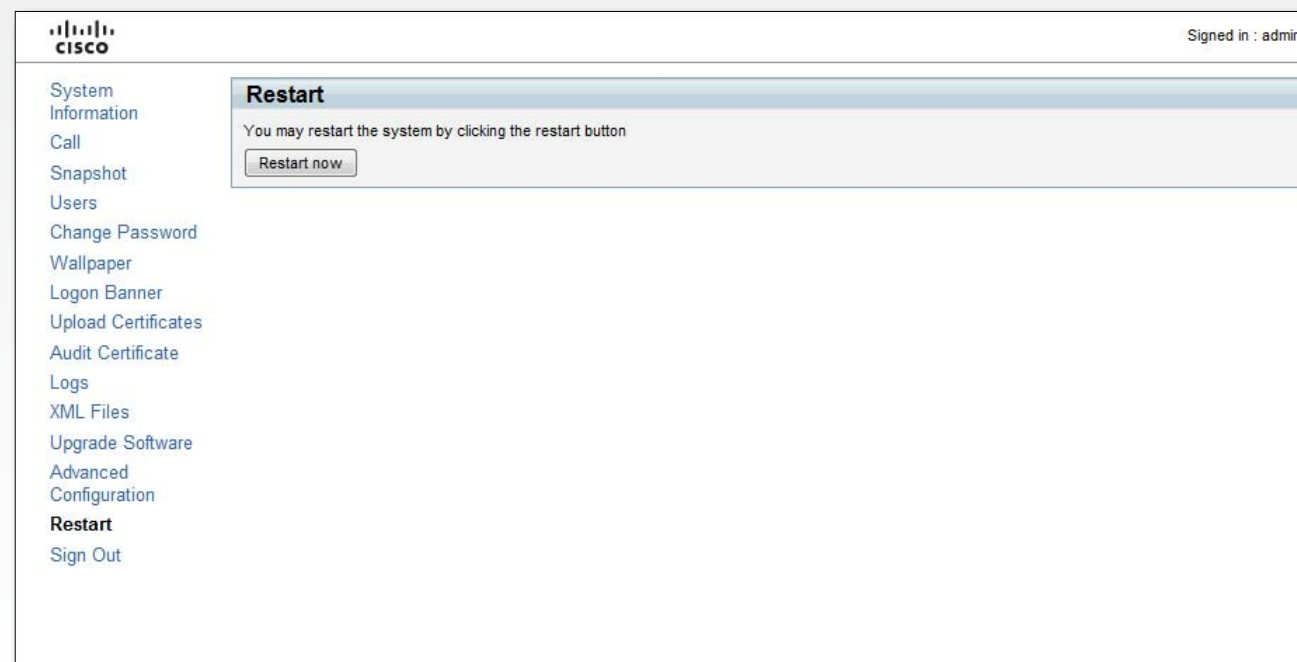 CISCO
Signed in : admin
System
Information
Call
Snapshot
Users
Change Password
Wallpaper
Logon Banner
Upload Certificates
Audit Certificate
Logs
XML Files
Upgrade Software
Advanced
Configuration
Restart
Sign Out
Restart
You may restart the system by clicking the restart button
Restart now